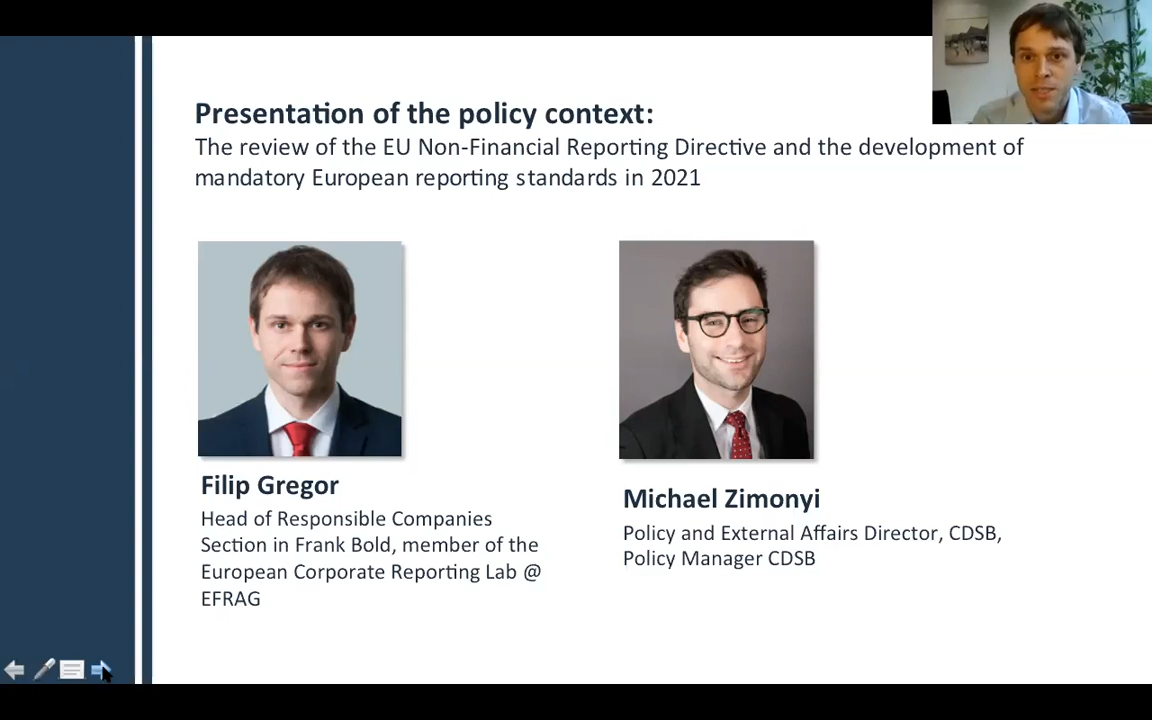 Presentation of the policy context:
The review of the EU Non-Financial Reporting Directive and the development of
mandatory European reporting standards in 2021
Filip Gregor
Head of Responsible Companies
Section in Frank Bold, member of the
European Corporate Reporting Lab @
EFRAG
Michael Zimonyi
Policy and External Affairs Director, CDSB,
Policy Manager CDSB